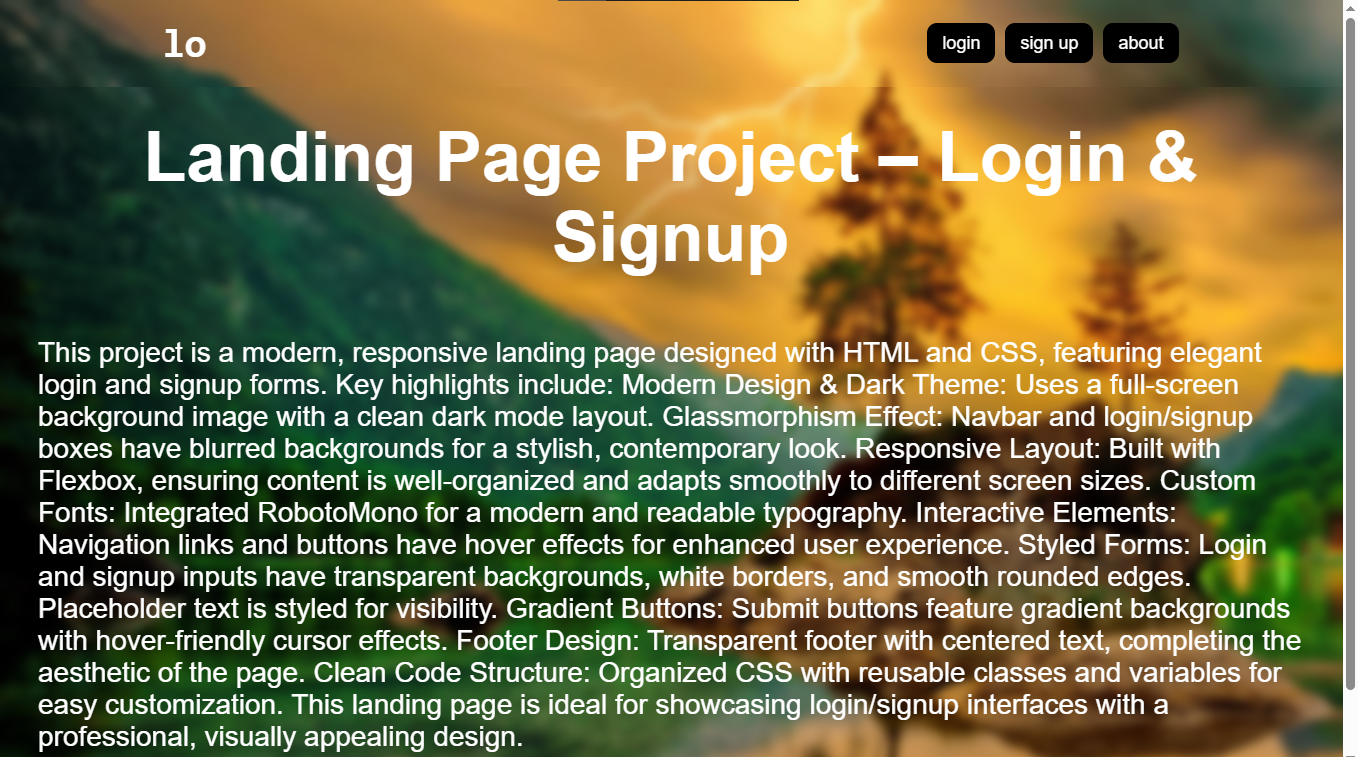 lo
login sign up about
Landing Page Project – Login &
Signup
This project is a modern, responsive landing page designed with HTML and CSS, featuring elegant
login and signup forms. Key highlights include: Modern Design & Dark Theme: Uses a full-screen
background image with a clean dark mode layout. Glassmorphism Effect: Navbar and login/signup
boxes have blurred backgrounds for a stylish, contemporary look. Responsive Layout: Built with
Flexbox, ensuring content is well-organized and adapts smoothly to different screen sizes. Custom
Fonts: Integrated RobotoMono for a modern and readable typography. Interactive Elements:
Navigation links and buttons have hover effects for enhanced user experience. Styled Forms: Login
and signup inputs have transparent backgrounds, white borders, and smooth rounded edges.
Placeholder text is styled for visibility. Gradient Buttons: Submit buttons feature gradient backgrounds
with hover-friendly cursor effects. Footer Design: Transparent footer with centered text, completing the
aesthetic of the page. Clean Code Structure: Organized CSS with reusable classes and variables for
easy customization. This landing page is ideal for showcasing login/signup interfaces with a
professional, visually appealing design.